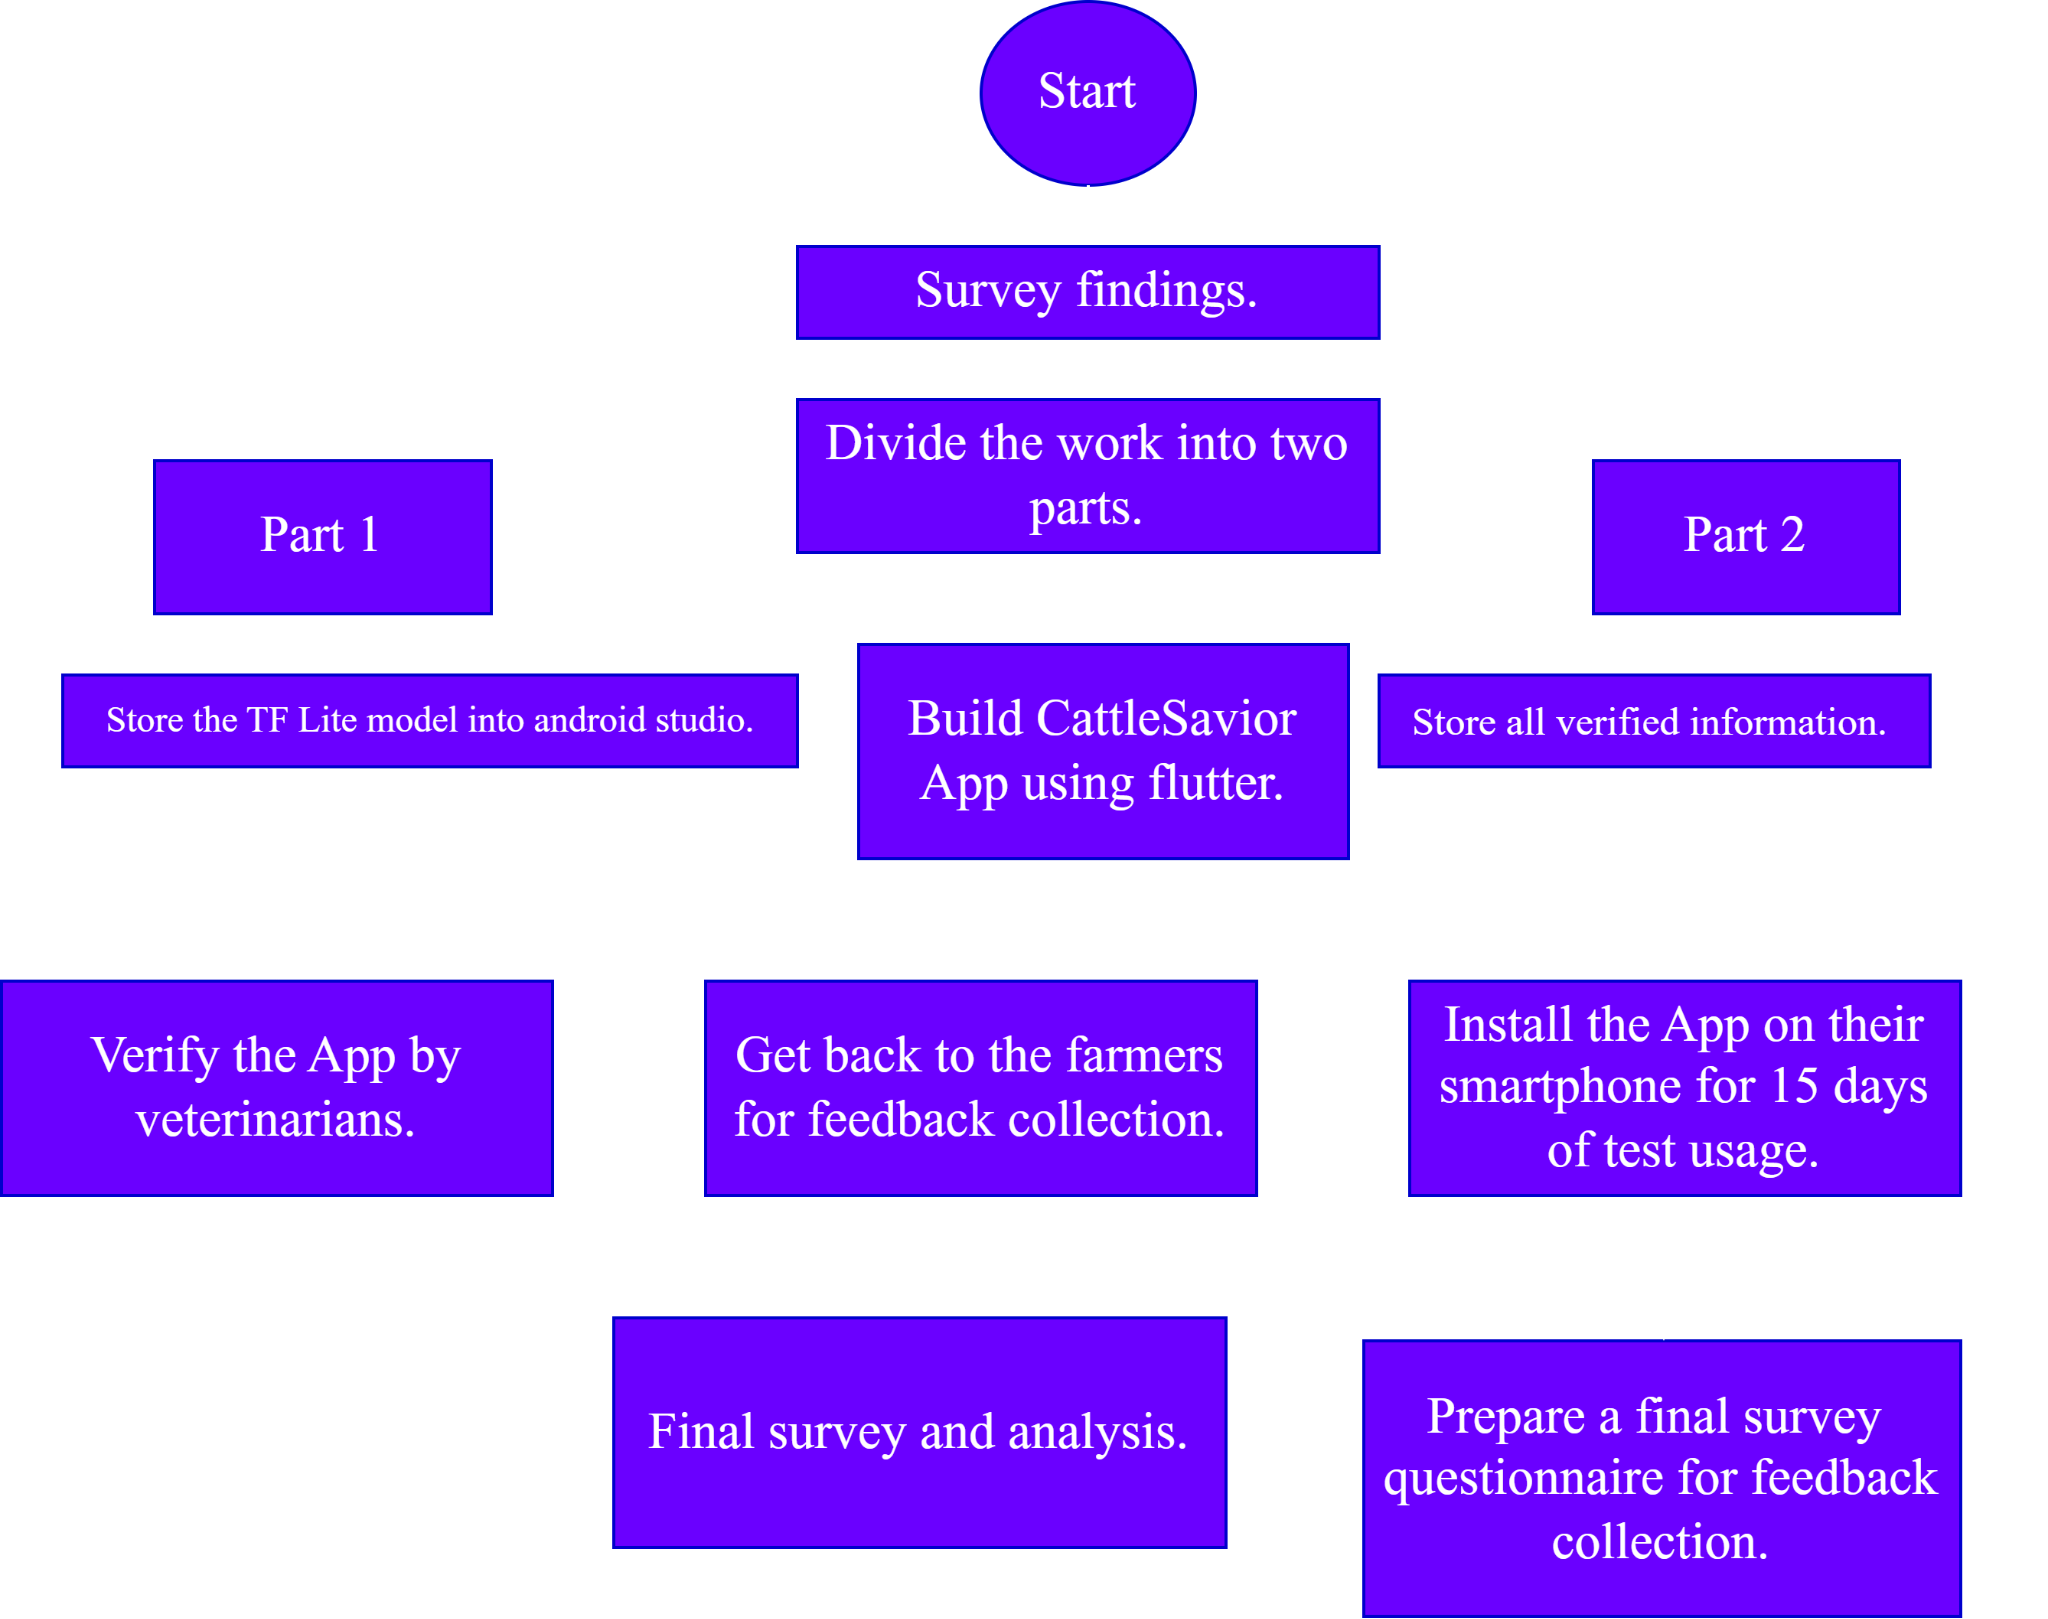 Start
Survey findings.
Divide the work into two
parts.
Part 1
Part 2
Store the TF Lite model into android studio.
Build CattleSavior
App using flutter.
Store all verified information.
Verify the App by
veterinarians.
Get back to the farmers
for feedback collection.
Install the App on their
smartphone for 15 days
of test usage.
Final survey and analysis.
Prepare a final survey
questionnaire for feedback
collection.